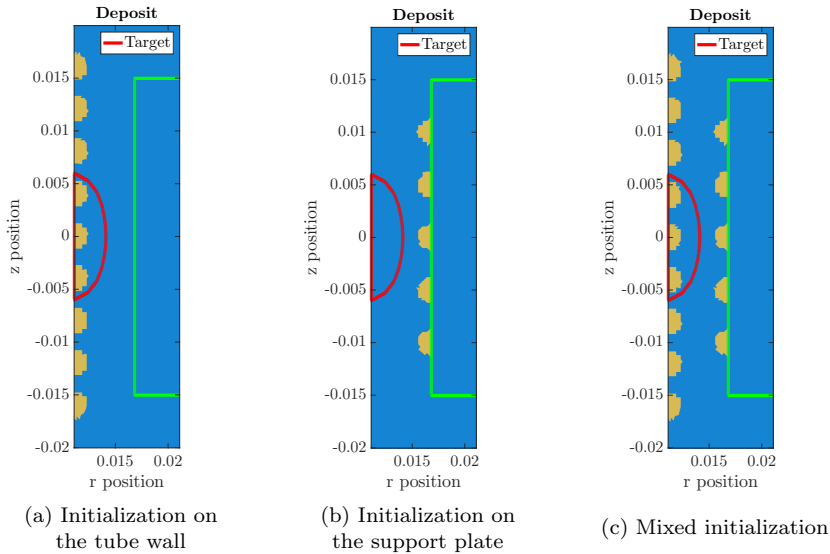 Deposit
Target
0.015
0.01
0.005
0
-0.005
-0.01
-0.015
-0.02
z position
0.015 0.02
r position
(a) Initialization on
the tube wall
Deposit
Target
0.015
0.01
0.005
0
-0.005
-0.01
-0.015
-0.02
z position
0.015 0.02
r position
(b) Initialization on
the support plate
Deposit
Target
0.015
0.01
0.005
0
-0.005
-0.01
-0.015
-0.02
z position
0.015 0.02
r position
(c) Mixed initialization